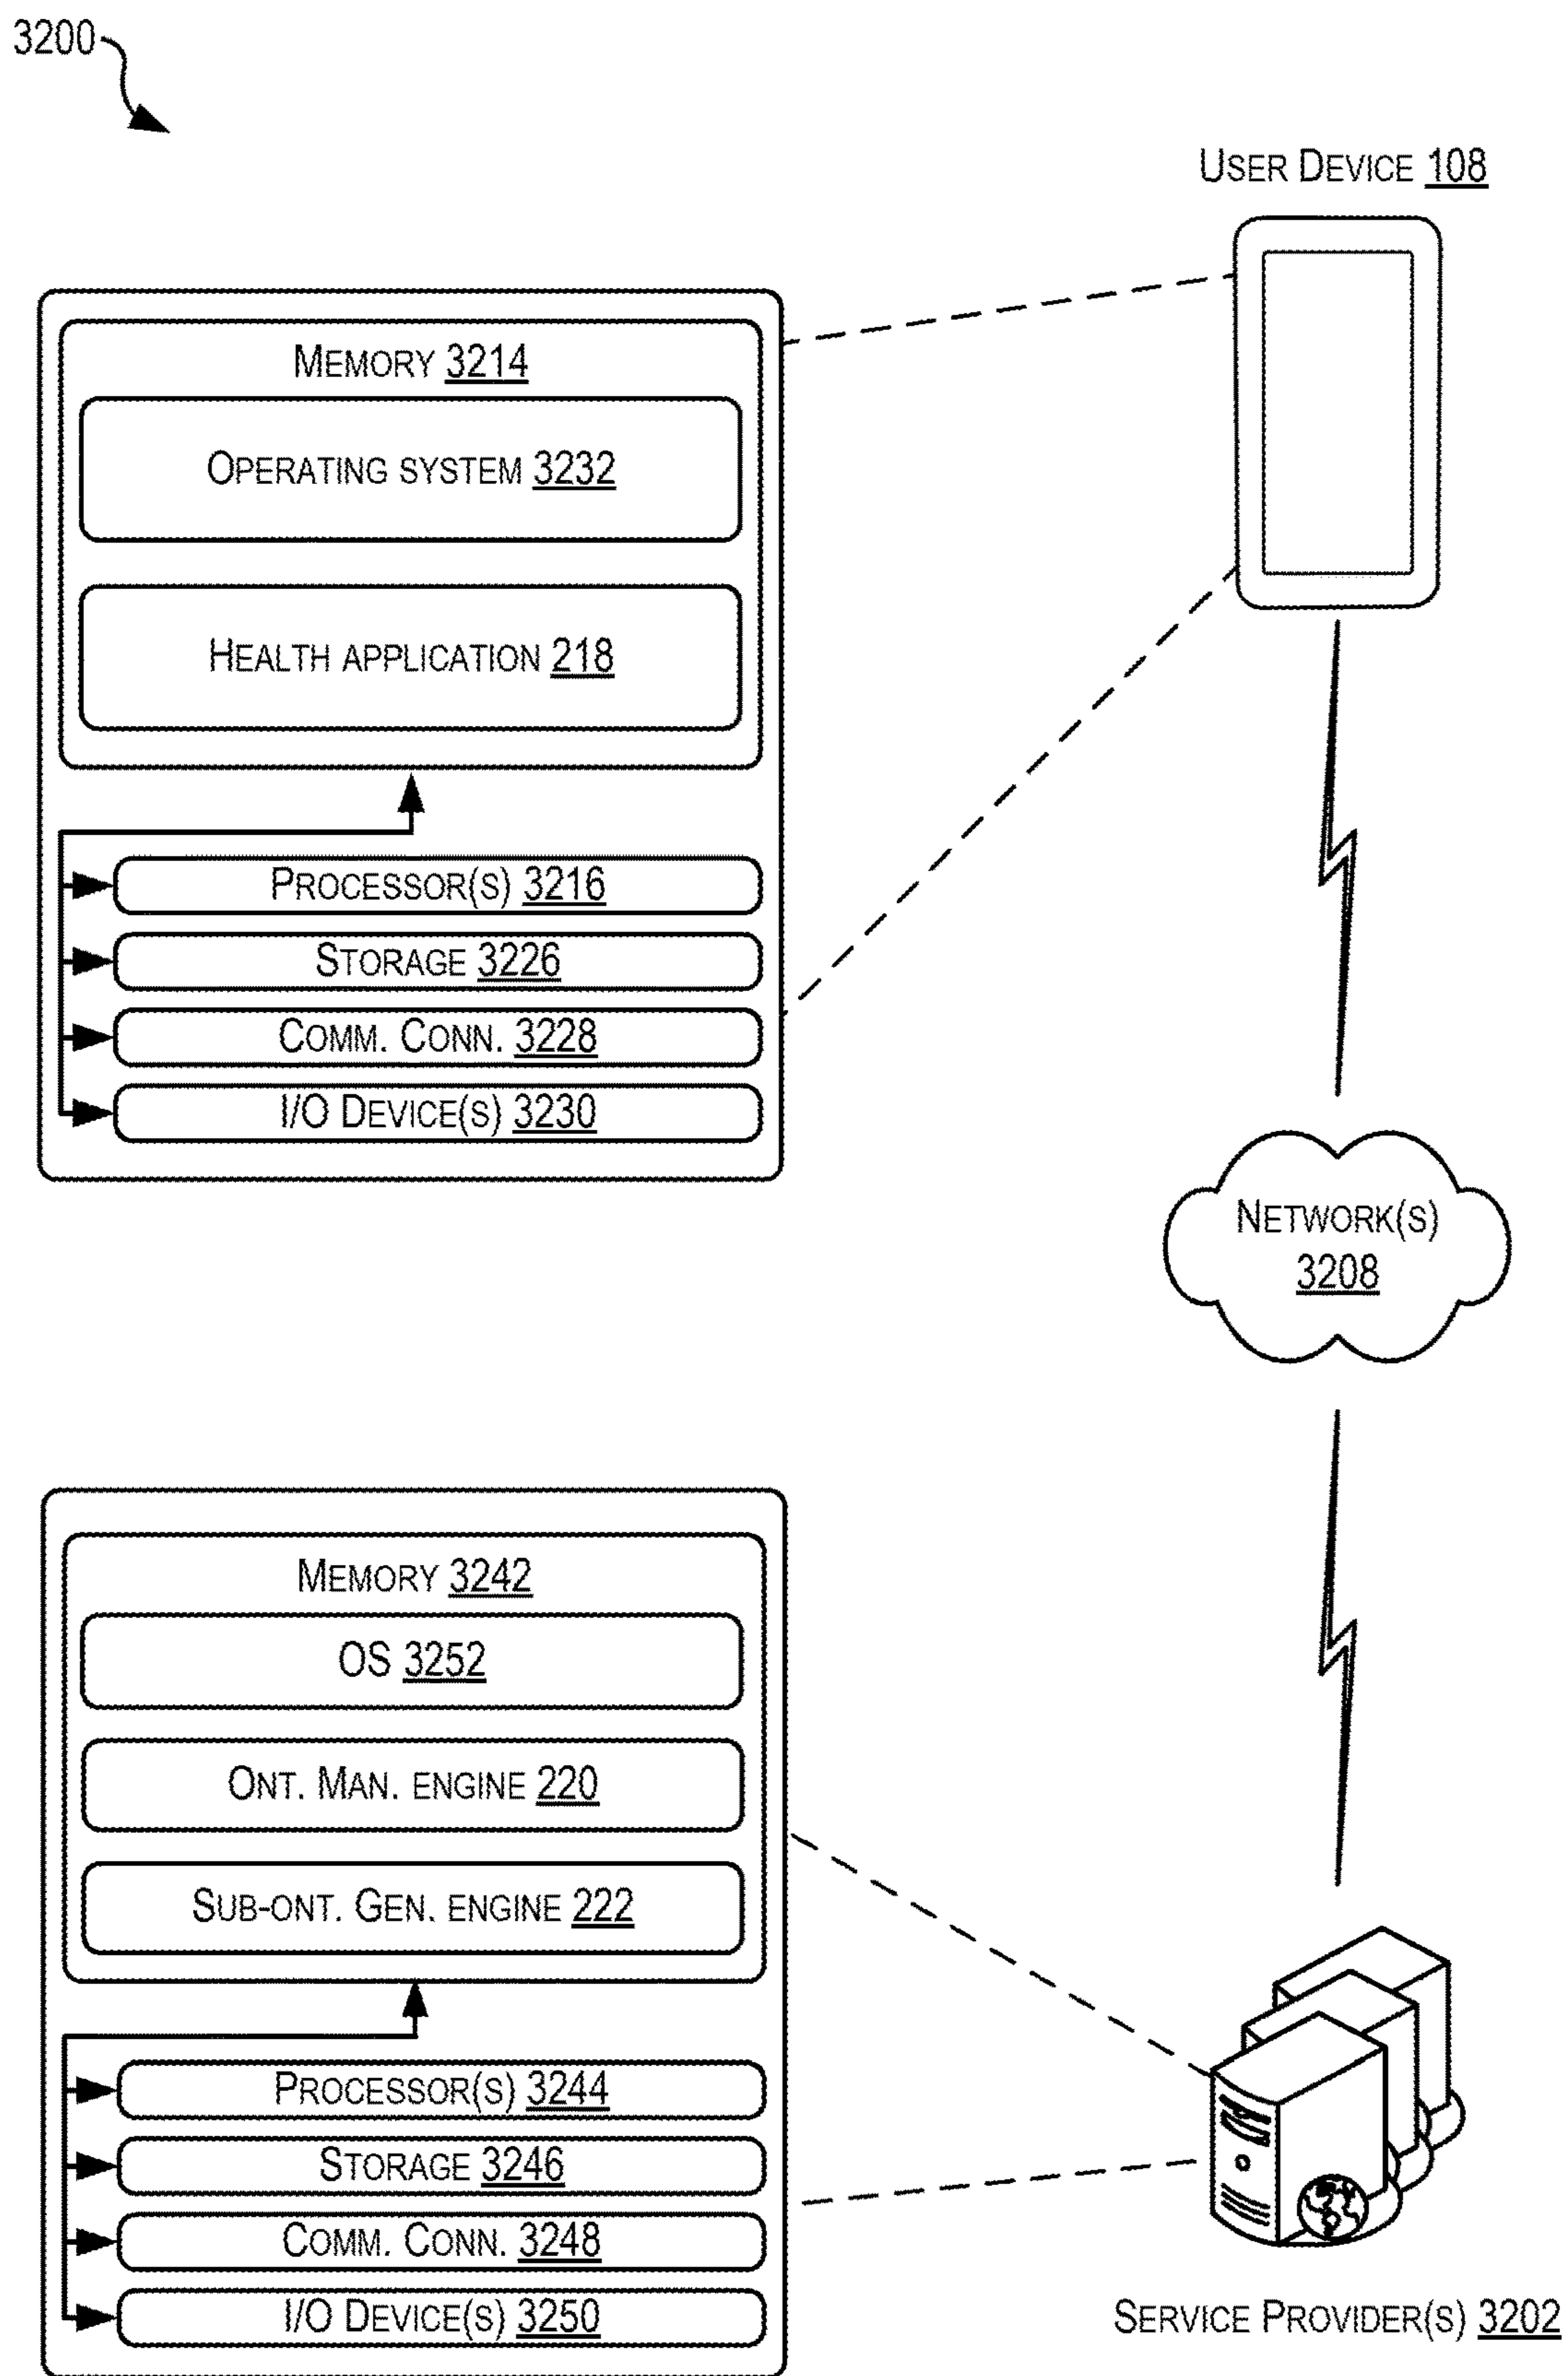 3200
User Device 108
Memory 3214
Operating system 3232
Health application 218
Processor(s) 3216
Storage 3226
Comm. Conn. 3228
I/O Device(s) 3230
Network(s)
3208
Memory 3242
OS 3252
Ont. Man. engine 220
Sub-ont. Gen. engine 222
Processor(s) 3244
Storage 3246
Comm. Conn. 3248
I/O Device(s) 3250
Service Provider(s) 3202